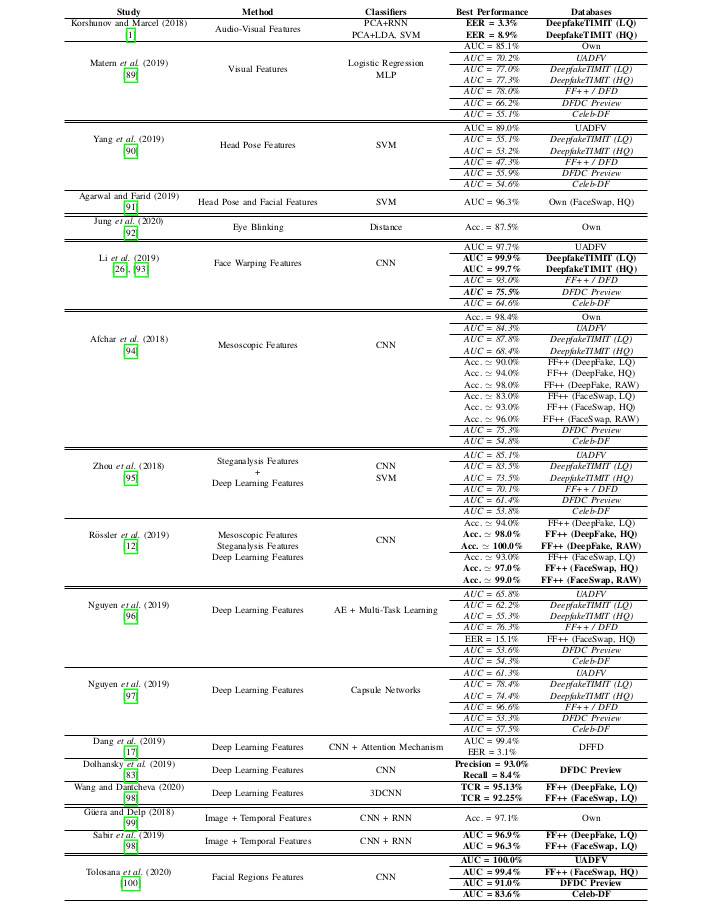 Study Method Classifiers Best Performance Databases
Korshunov and Marcel (2018) [1] Audio-Visual Features PCA+RNN EER = 3.3% DeepfakeTIMIT (LQ)
PCA+LDA, SVM EER = 8.9% DeepfakeTIMIT (HQ)
Matern et al. (2019) [89] Visual Features Logistic Regression MLP AUC = 85.1% Own
AUC = 70.2% UADFV
AUC = 77.0% DeepfakeTIMIT (LQ)
AUC = 77.3% DeepfakeTIMIT (HQ)
AUC = 78.0% FF++ / DFD
AUC = 66.2% DFDC Preview
AUC = 55.1% Celeb-DF
Yang et al. (2019) [90] Head Pose Features SVM AUC = 89.0% UADFV
AUC = 55.1% DeepfakeTIMIT (LQ)
AUC = 53.2% DeepfakeTIMIT (HQ)
AUC = 47.3% FF++ / DFD
AUC = 55.9% DFDC Preview
AUC = 54.6% Celeb-DF
Agarwal and Farid (2019) [91] Head Pose and Facial Features SVM AUC = 96.3% Own (FaceSwap, HQ)
Jung et al. (2020) [92] Eye Blinking Distance Acc. = 87.5% Own
Li et al. (2019) [26], [93] Face Warping Features CNN AUC = 97.7% UADFV
AUC = 99.9% DeepfakeTIMIT (LQ)
AUC = 99.7% DeepfakeTIMIT (HQ)
AUC = 93.0% FF++ / DFD
AUC = 75.5% DFDC Preview
AUC = 64.6% Celeb-DF
Afchar et al. (2018) [94] Mesoscopic Features CNN Acc. = 98.4% Own
AUC = 84.3% UADFV
AUC = 87.8% DeepfakeTIMIT (LQ)
AUC = 68.4% DeepfakeTIMIT (HQ)
Acc. ≃ 90.0% FF++ (DeepFake, LQ)
Acc. ≃ 94.0% FF++ (DeepFake, HQ)
Acc. ≃ 98.0% FF++ (DeepFake, RAW)
Acc. ≃ 83.0% FF++ (FaceSwap, LQ)
Acc. ≃ 93.0% FF++ (FaceSwap, HQ)
Acc. ≃ 96.0% FF++ (FaceSwap, RAW)
AUC = 75.3% DFDC Preview
AUC = 54.8% Celeb-DF
Zhou et al. (2018) [95] Steganalysis Features + Deep Learning Features CNN SVM AUC = 85.1% UADFV
AUC = 83.5% DeepfakeTIMIT (LQ)
AUC = 73.5% DeepfakeTIMIT (HQ)
AUC = 70.1% FF++ / DFD
AUC = 61.4% DFDC Preview
AUC = 53.8% Celeb-DF
Rössler et al. (2019) [12] Mesoscopic Features Steganalysis Features Deep Learning Features CNN Acc. ≃ 94.0% FF++ (DeepFake, LQ)
Acc. ≃ 98.0% FF++ (DeepFake, HQ)
Acc. ≃ 100.0% FF++ (DeepFake, RAW)
Acc. ≃ 93.0% FF++ (FaceSwap, LQ)
Acc. ≃ 97.0% FF++ (FaceSwap, HQ)
Acc. ≃ 99.0% FF++ (FaceSwap, RAW)
Nguyen et al. (2019) [96] Deep Learning Features AE + Multi-Task Learning AUC = 65.8% UADFV
AUC = 62.2% DeepfakeTIMIT (LQ)
AUC = 55.3% DeepfakeTIMIT (HQ)
AUC = 76.3% FF++ / DFD
EER = 15.1% FF++ (FaceSwap, HQ)
AUC = 53.6% DFDC Preview
AUC = 54.3% Celeb-DF
Nguyen et al. (2019) [97] Deep Learning Features Capsule Networks AUC = 61.3% UADFV
AUC = 78.4% DeepfakeTIMIT (LQ)
AUC = 74.4% DeepfakeTIMIT (HQ)
AUC = 96.6% FF++ / DFD
AUC = 53.3% DFDC Preview
AUC = 57.5% Celeb-DF
Dang et al. (2019) [17] Deep Learning Features CNN + Attention Mechanism AUC = 99.4% DFFD
EER = 3.1%
Dolhansky et al. (2019) [83] Deep Learning Features CNN Precision = 93.0% DFDC Preview
Recall = 8.4%
Wang and Dantcheva (2020) [98] Deep Learning Features 3DCNN TCR = 95.13% FF++ (DeepFake, LQ)
TCR = 92.25% FF++ (FaceSwap, LQ)
Güera and Delp (2018) [99] Image + Temporal Features CNN + RNN Acc. = 97.1% Own
Sabir et al. (2019) [98] Image + Temporal Features CNN + RNN AUC = 96.9% FF++ (DeepFake, LQ)
AUC = 96.3% FF++ (FaceSwap, LQ)
Tolosana et al. (2020) [100] Facial Regions Features CNN AUC = 100.0% UADFV
AUC = 99.4% FF++ (FaceSwap, HQ)
AUC = 91.0% DFDC Preview
AUC = 83.6% Celeb-DF